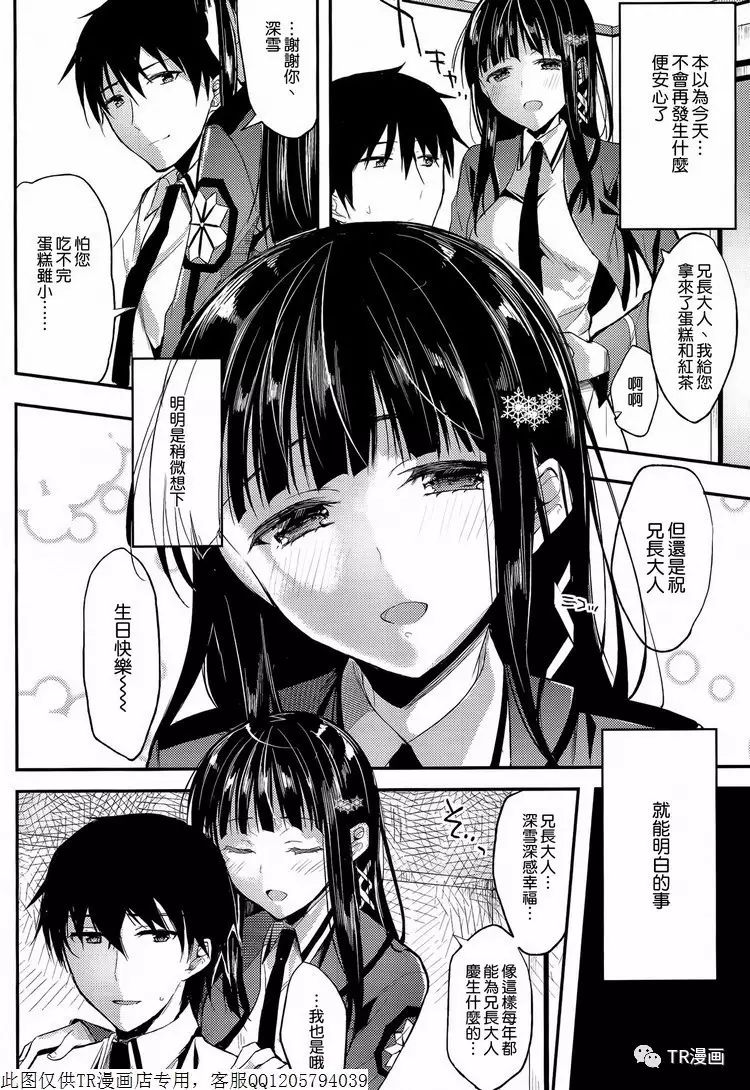 本以為今天…
不會再發生什麼
便安心了
兄長大人、我給您
拿來了蛋糕和紅茶
啊啊
…謝謝你、
深雪
怕您
吃不完
蛋糕雖小……
明明是稍微想下
但還是祝
兄長大人
生日快樂～～
就能明白的事
兄長大人…
深雪深感幸福…
像這樣每年都
能為兄長大人
慶生什麼的…
…我也是哦
TR漫画
此图仅供TR漫画店专用，客服QQ1205794039